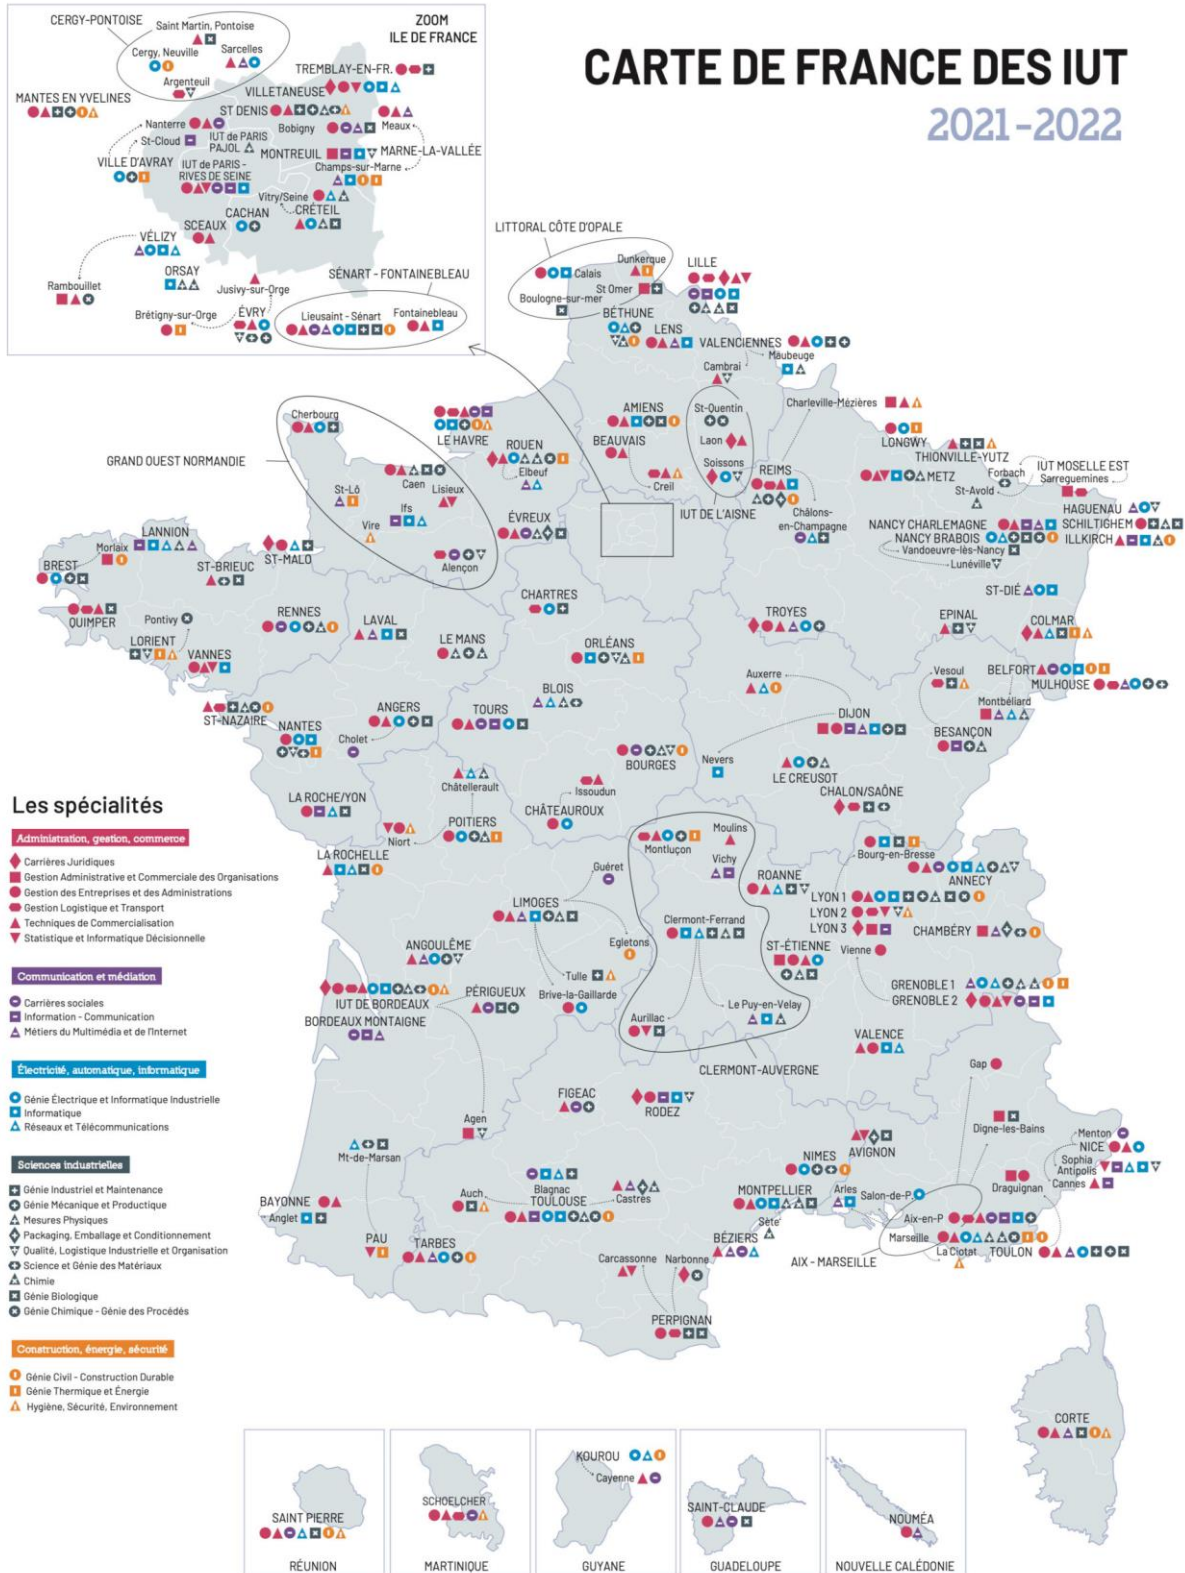 CARTE DE FRANCE DES IUT
2021-2022
CERGY-PONTOISE
Saint Martin, Pontoise
ZOOM
ILE DE FRANCE
Cergy, Neuville
Sarcelles
Argenteuil
TREMBLAY-EN-FR.
VILLETANEUSE
MANTES EN YVELINES
ST DENIS
Nanterre
Bobigny
Meaux
St-Cloud
IUT de PARIS
PAJOL
MONTREUIL
MARNE-LA-VALLÉE
VILLE D'AVRAY
IUT de PARIS -
RIVES DE SEINE
Champs-sur-Marne
Vitry/Seine
CACHAN
CRÉTEIL
SCEAUX
VÉLIZY
ORSAY
SÉNART - FONTAINEBLEAU
Rambouillet
Jusivy-sur-Orge
Brétigny-sur-Orge
ÉVRY
Lieusaint - Sénart
Fontainebleau
LITTORAL CÔTE D'OPALE
Dunkerque
LILLE
Calais
St Omer
Boulogne-sur-mer
BÉTHUNE
LENS
VALENCIENNES
Maubeuge
Cambrai
Charleville-Mézières
AMIENS
St-Quentin
Cherbourg
LE HAVRE
ROUEN
BEAUVAIS
Laon
LONGWY
THIONVILLE-YUTZ
GRAND OUEST NORMANDIE
Elbeuf
Soissons
REIMS
METZ
Forbach
IUT MOSELLE EST
Sarreguemines
Caen
Creil
St-Avold
St-Lô
Lisieux
Ifs
IUT DE L'AISNE
Châlons-
en-Champagne
HAGUENAU
Vire
ÉVREUX
NANCY CHARLEMAGNE
SCHILTIGHEM
LANNION
NANCY BRABOIS
ILLKIRCH
Morlaix
Alençon
Vandoeuvre-lès-Nancy
BREST
ST-BRIEUC
ST-MALO
Lunéville
CHARTRES
ST-DIÉ
QUIMPER
Pontivy
RENNES
LAVAL
TROYES
EPINAL
COLMAR
LORIENT
LE MANS
ORLÉANS
VANNES
Auxerre
Vesoul
BELFORT
MULHOUSE
BLOIS
Montbéliard
ST-NAZAIRE
ANGERS
TOURS
DIJON
NANTES
Cholet
BESANÇON
BOURGES
Nevers
LE CREUSOT
Châtellerault
Issoudun
CHALON/SAÔNE
LA ROCHE/YON
CHÂTEAUROUX
POITIERS
Moulins
Niort
Montluçon
Bourg-en-Bresse
LA ROCHELLE
Guéret
Vichy
ROANNE
ANNECY
LYON 1
LIMOGES
LYON 2
Clermont-Ferrand
LYON 3
CHAMBÉRY
ANGOULÊME
Egletons
ST-ÉTIENNE
Vienne
Tulle
GRENOBLE 1
IUT DE BORDEAUX
PÉRIGUEUX
Brive-la-Gaillarde
Le Puy-en-Velay
GRENOBLE 2
BORDEAUX MONTAIGNE
Aurillac
VALENCE
CLERMONT-AUVERGNE
Gap
FIGEAC
RODEZ
Agen
Digne-les-Bains
Mt-de-Marsan
AVIGNON
Menton
NICE
Sophia
Antipolis
NIMES
Blagnac
Draguignan
Cannes
BAYONNE
Auch
TOULOUSE
Castres
MONTPELLIER
Arles
Salon-de-P
Anglet
Sète
Aix-en-P
PAU
TARBES
BÉZIERS
Marseille
Carcassonne
Narbonne
La Ciotat
TOULON
AIX - MARSEILLE
PERPIGNAN
Les spécialités
Administration, gestion, commerce
Carrières Juridiques
Gestion Administrative et Commerciale des Organisations
Gestion des Entreprises et des Administrations
Gestion Logistique et Transport
Techniques de Commercialisation
Statistique et Informatique Décisionnelle
Communication et médiation
Carrières sociales
Information - Communication
Métiers du Multimédia et de l'Internet
Électricité, automatique, informatique
Génie Électrique et Informatique Industrielle
Informatique
Réseaux et Télécommunications
Sciences industrielles
Génie Industriel et Maintenance
Génie Mécanique et Productique
Mesures Physiques
Packaging, Emballage et Conditionnement
Qualité, Logistique Industrielle et Organisation
Science et Génie des Matériaux
Chimie
Génie Biologique
Génie Chimique - Génie des Procédés
Construction, énergie, sécurité
Génie Civil - Construction Durable
Génie Thermique et Énergie
Hygiène, Sécurité, Environnement
CORTE
SAINT PIERRE
RÉUNION
SCHOELCHER
MARTINIQUE
KOUROU
Cayenne
GUYANE
SAINT-CLAUDE
GUADELOUPE
NOUMÉA
NOUVELLE CALÉDONIE